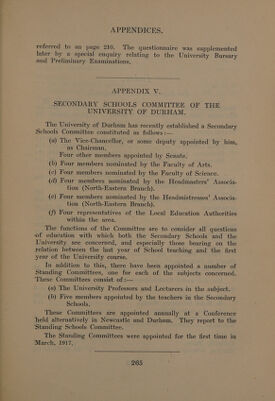 APPENDICES.
referred to on page 210. The questionnaire was supplemented
later by a special enquiry relating to the University Bursary
and Preliminary Examinations.
APPENDIX V.
SECONDARY SCHOOLS COMMITTEE OF THE
UNIVERSITY OF DURHAM.
The University of Durham has recently established a Secondary
Schools Committee constituted as follows :—
(a) The Vice-Chancellor, or some deputy appointed by him,
as Chairman.
Four other members appointed by Senate.
(b) Four members nominated by the Faculty of Arts.
(c) Four members nominated by the Faculty of Science.
(d) Four members nominated by the Headmasters' Associa-
tion (North-Eastern Branch).
(e) Four members nominated by the Headmistresses' Associa-
tion (North-Eastern Branch).
(f) Four representatives of the Local Education Authorities
within the area.
The functions of the Committee are to consider all questions
of education with which both the Secondary Schools and the
University are concerned, and especially those bearing on the
relation between the last year of School teaching and the first
year of the University course.
In addition to this, there have been appointed a number of
Standing Committees, one for each of the subjects concerned.
These Committees consist of :—
(a) The University Professors and Lecturers in the subject.
(b) Five members appointed by the teachers in the Secondary
Schools.
These Committees are appointed annually at a Conference
held alternatively in Newcastle and Durham. They report to the
Standing Schools Committee.
The Standing Committees were appointed for the first time in
March, 1917.
265